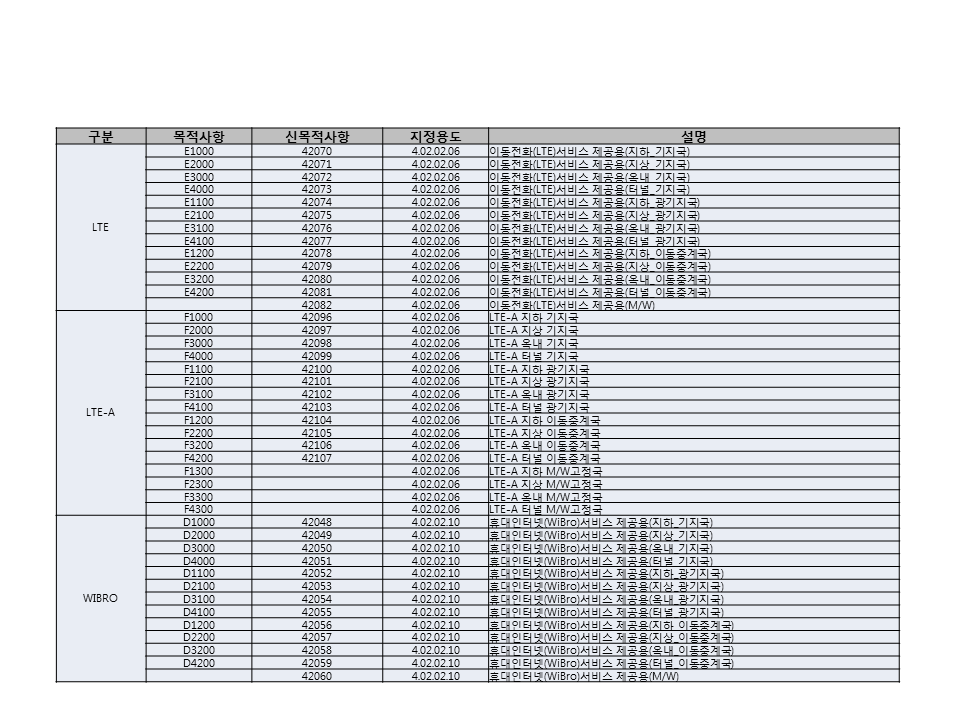 구분 목적사항 신목적사항 지정용도 설명
E1000 42070 4.02.02.06 이동전화(LTE)서비스 제공용(지하_기지국)
E2000 42071 4.02.02.06 이동전화(LTE)서비스 제공용(지상_기지국)
E3000 42072 4.02.02.06 이동전화(LTE)서비스 제공용(옥내_기지국)
E4000 42073 4.02.02.06 이동전화(LTE)서비스 제공용(터널_기지국)
E1100 42074 4.02.02.06 이동전화(LTE)서비스 제공용(지하_광기지국)
E2100 42075 4.02.02.06 이동전화(LTE)서비스 제공용(지상_광기지국)
LTE E3100 42076 4.02.02.06 이동전화(LTE)서비스 제공용(옥내_광기지국)
E4100 42077 4.02.02.06 이동전화(LTE)서비스 제공용(터널_광기지국)
E1200 42078 4.02.02.06 이동전화(LTE)서비스 제공용(지하_이동중계국)
E2200 42079 4.02.02.06 이동전화(LTE)서비스 제공용(지상_이동중계국)
E3200 42080 4.02.02.06 이동전화(LTE)서비스 제공용(옥내_이동중계국)
E4200 42081 4.02.02.06 이동전화(LTE)서비스 제공용(터널_이동중계국)
42082 4.02.02.06 이동전화(LTE)서비스 제공용(M/W)
F1000 42096 4.02.02.06 LTE-A 지하 기지국
F2000 42097 4.02.02.06 LTE-A 지상 기지국
F3000 42098 4.02.02.06 LTE-A 옥내 기지국
F4000 42099 4.02.02.06 LTE-A 터널 기지국
F1100 42100 4.02.02.06 LTE-A 지하 광기지국
F2100 42101 4.02.02.06 LTE-A 지상 광기지국
F3100 42102 4.02.02.06 LTE-A 옥내 광기지국
LTE-A F4100 42103 4.02.02.06 LTE-A 터널 광기지국
F1200 42104 4.02.02.06 LTE-A 지하 이동중계국
F2200 42105 4.02.02.06 LTE-A 지상 이동중계국
F3200 42106 4.02.02.06 LTE-A 옥내 이동중계국
F4200 42107 4.02.02.06 LTE-A 터널 이동중계국
F1300 4.02.02.06 LTE-A 지하 M/W고정국
F2300 4.02.02.06 LTE-A 지상 M/W고정국
F3300 4.02.02.06 LTE-A 옥내 M/W고정국
F4300 4.02.02.06 LTE-A 터널 M/W고정국
D1000 42048 4.02.02.10 휴대인터넷(WiBro)서비스 제공용(지하_기지국)
D2000 42049 4.02.02.10 휴대인터넷(WiBro)서비스 제공용(지상_기지국)
D3000 42050 4.02.02.10 휴대인터넷(WiBro)서비스 제공용(옥내_기지국)
D4000 42051 4.02.02.10 휴대인터넷(WiBro)서비스 제공용(터널_기지국)
D1100 42052 4.02.02.10 휴대인터넷(WiBro)서비스 제공용(지하_광기지국)
D2100 42053 4.02.02.10 휴대인터넷(WiBro)서비스 제공용(지상_광기지국)
WIBRO D3100 42054 4.02.02.10 휴대인터넷(WiBro)서비스 제공용(옥내_광기지국)
D4100 42055 4.02.02.10 휴대인터넷(WiBro)서비스 제공용(터널_광기지국)
D1200 42056 4.02.02.10 휴대인터넷(WiBro)서비스 제공용(지하_이동중계국)
D2200 42057 4.02.02.10 휴대인터넷(WiBro)서비스 제공용(지상_이동중계국)
D3200 42058 4.02.02.10 휴대인터넷(WiBro)서비스 제공용(옥내_이동중계국)
D4200 42059 4.02.02.10 휴대인터넷(WiBro)서비스 제공용(터널_이동중계국)
42060 4.02.02.10 휴대인터넷(WiBro)서비스 제공용(M/W)